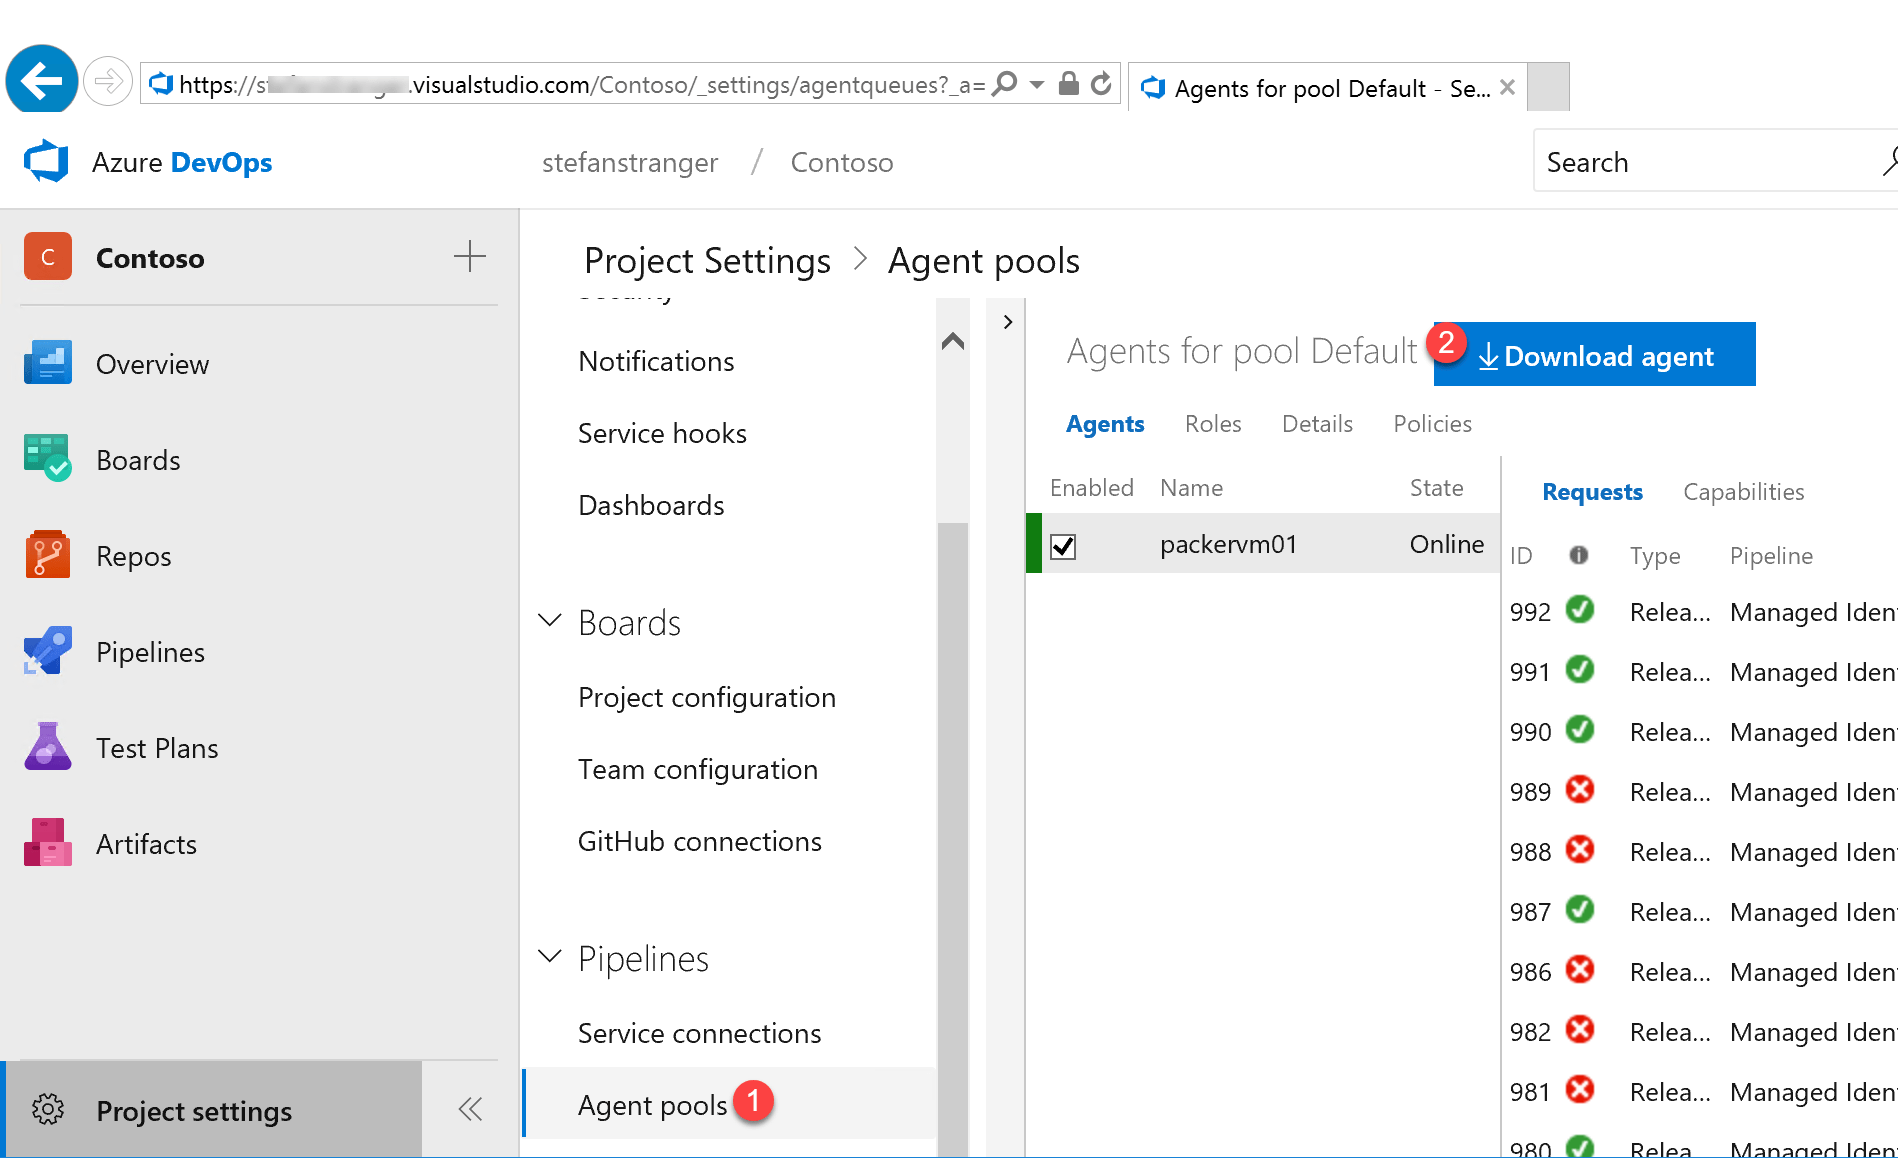 https://st .visualstudio.com/Contoso/_settings/agentqueues?_a=
Agents for pool Default - Se...
Azure DevOps
stefanstranger / Contoso
Search
C
Contoso
Overview
Boards
Repos
Pipelines
Test Plans
Artifacts
Project settings
Project Settings > Agent pools
Security
Notifications
Service hooks
Dashboards
Boards
Project configuration
Team configuration
GitHub connections
Pipelines
Service connections
Agent pools 1
Agents for pool Default
2 Download agent
Agents Roles Details Policies
Enabled Name State
packervm01 Online
Requests Capabilities
ID Type Pipeline
992 Relea... Managed Iden
991 Relea... Managed Iden
990 Relea... Managed Iden
989 Relea... Managed Iden
988 Relea... Managed Iden
987 Relea... Managed Iden
986 Relea... Managed Iden
982 Relea... Managed Iden
981 Relea... Managed Iden
980 Relea... Managed Iden